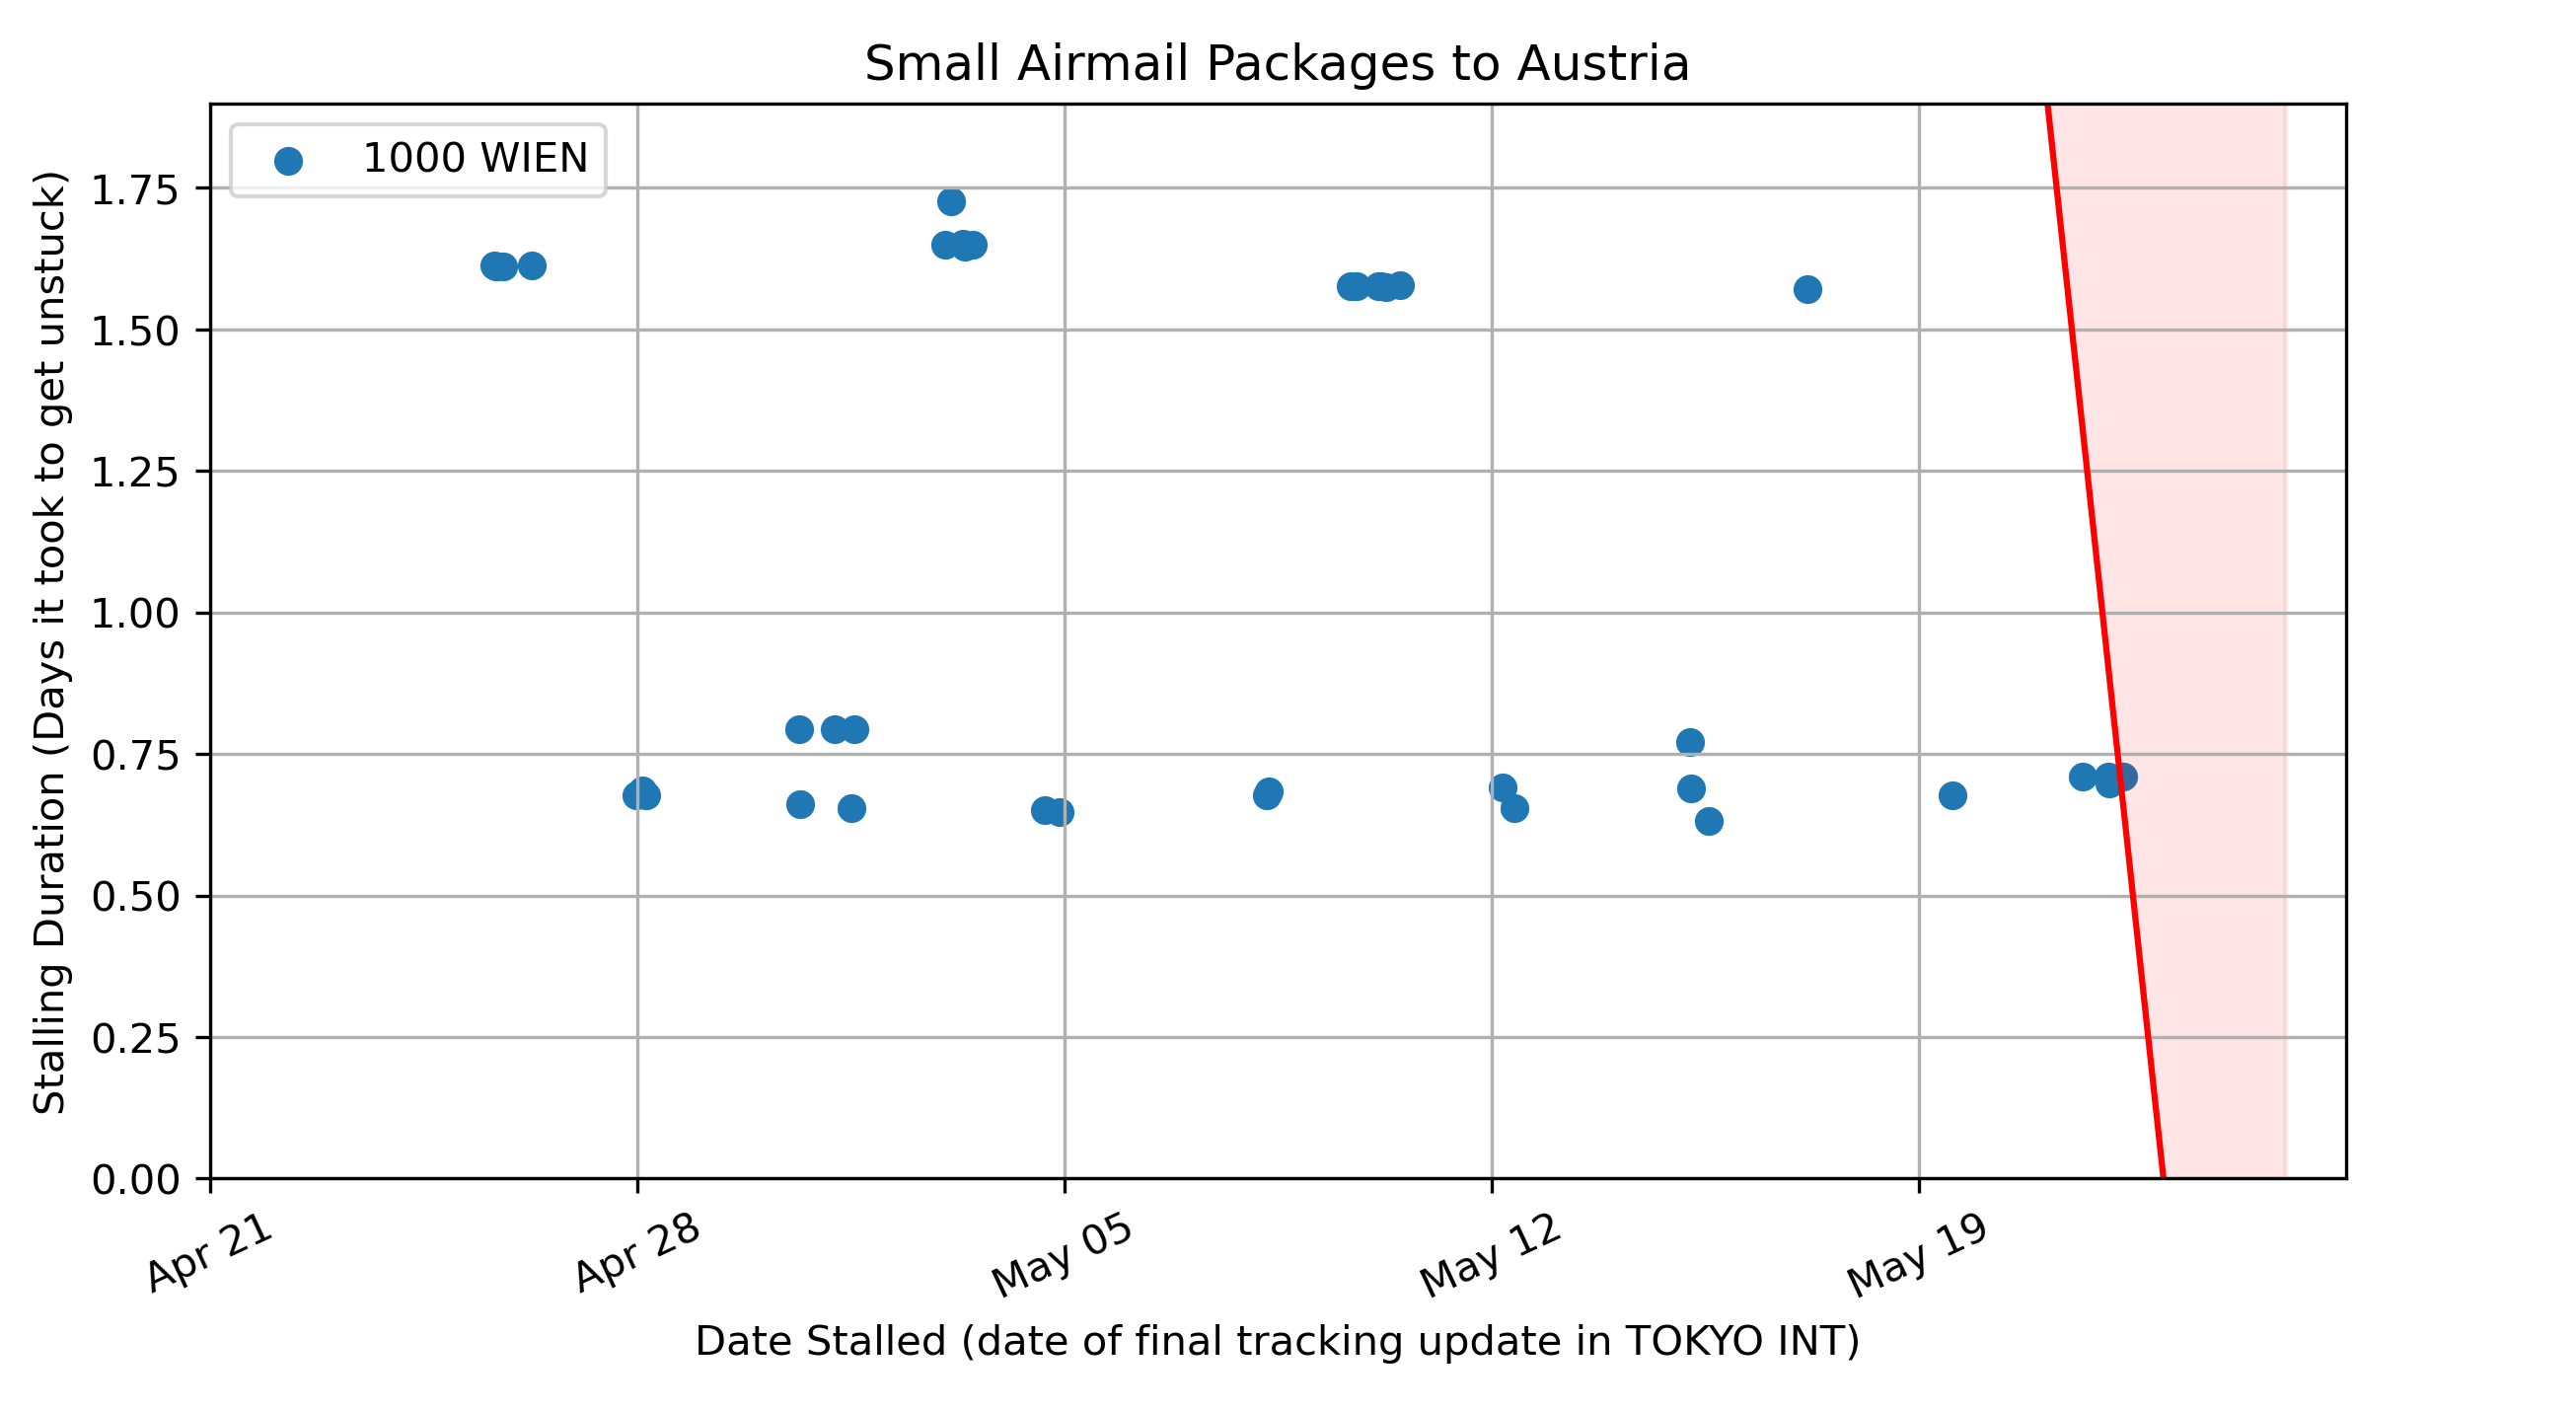 Small Airmail Packages to Austria
1000 WIEN
Stalling Duration (Days it took to get unstuck)
1.75
1.50
1.25
1.00
0.75
0.50
0.25
0.00
Apr 21
Apr 28
May 05
May 12
May 19
Date Stalled (date of final tracking update in TOKYO INT)